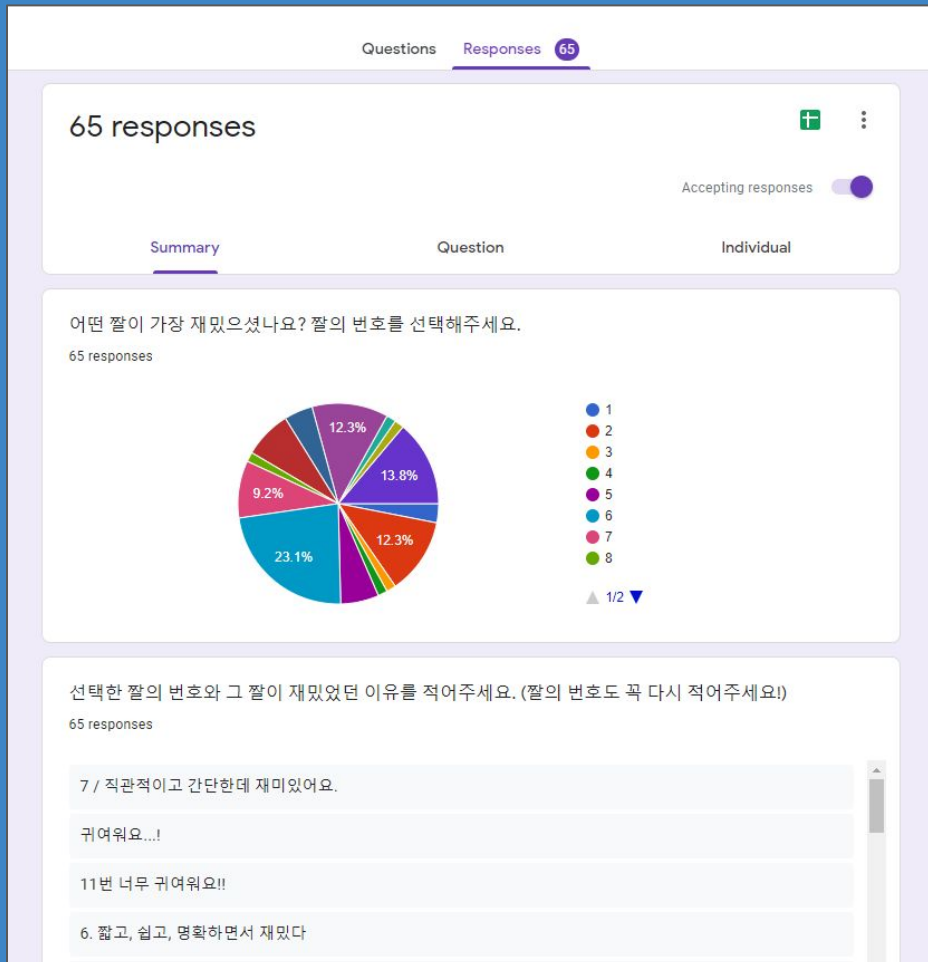 Questions Responses 65
65 responses
Accepting responses
Summary Question Individual
어떤 짤이 가장 재밌으셨나요? 짤의 번호를 선택해주세요.
65 responses
12.3%
13.8%
9.2%
12.3%
23.1%
1
2
3
4
5
6
7
8
1/2
선택한 짤의 번호와 그 짤이 재밌었던 이유를 적어주세요. (짤의 번호도 꼭 다시 적어주세요!)
65 responses
7 / 직관적이고 간단한데 재미있어요.
귀여워요...!
11번 너무 귀여워요!!
6. 짧고, 쉽고, 명확하면서 재밌다